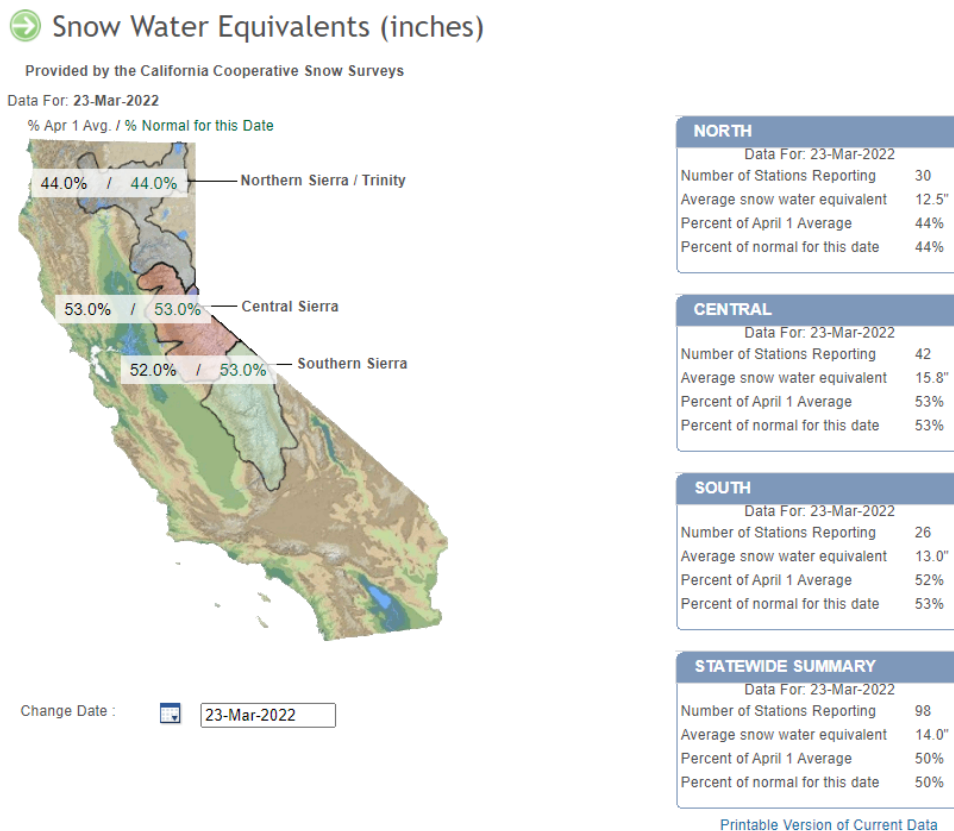 Snow Water Equivalents (inches)
Provided by the California Cooperative Snow Surveys
Data For: 23-Mar-2022
% Apr 1 Avg. / % Normal for this Date
44.0% / 44.0%
Northern Sierra / Trinity
53.0% / 53.0%
Central Sierra
52.0% / 53.0%
Southern Sierra
Change Date :
23-Mar-2022
NORTH
Data For: 23-Mar-2022
Number of Stations Reporting 30
Average snow water equivalent 12.5"
Percent of April 1 Average 44%
Percent of normal for this date 44%
CENTRAL
Data For: 23-Mar-2022
Number of Stations Reporting 42
Average snow water equivalent 15.8"
Percent of April 1 Average 53%
Percent of normal for this date 53%
SOUTH
Data For: 23-Mar-2022
Number of Stations Reporting 26
Average snow water equivalent 13.0"
Percent of April 1 Average 52%
Percent of normal for this date 53%
STATEWIDE SUMMARY
Data For: 23-Mar-2022
Number of Stations Reporting 98
Average snow water equivalent 14.0"
Percent of April 1 Average 50%
Percent of normal for this date 50%
Printable Version of Current Data